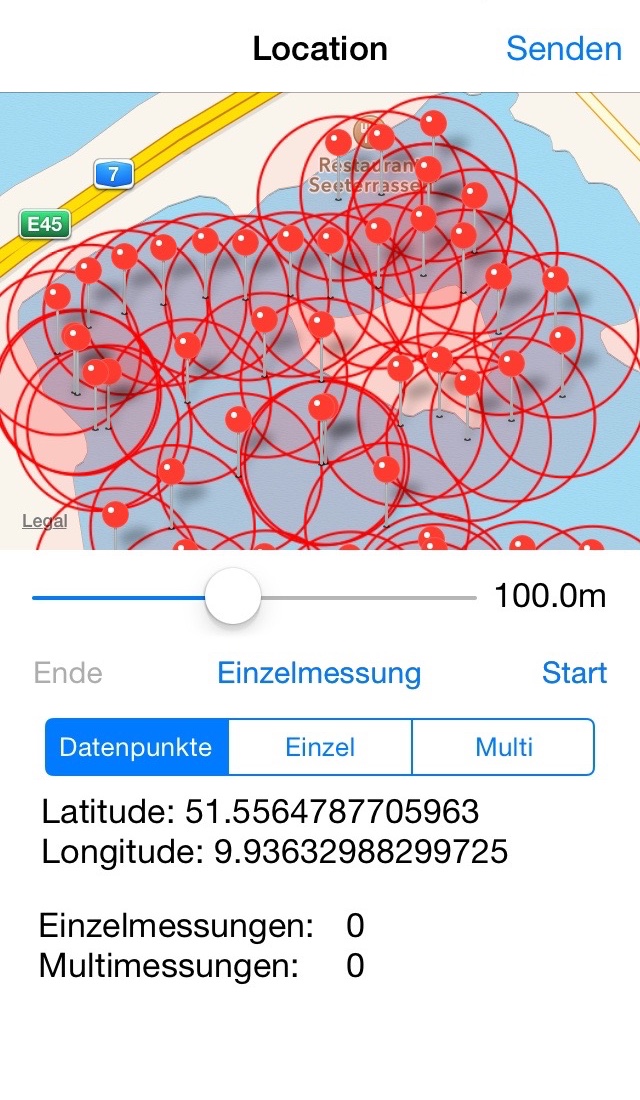 Location
Senden
7
E45
Restaurant
Seeterrassen
Legal
100.0m
Ende
Einzelmessung
Start
Datenpunkte
Einzel
Multi
Latitude: 51.5564787705963
Longitude: 9.93632988299725
Einzelmessungen: 0
Multimessungen: 0